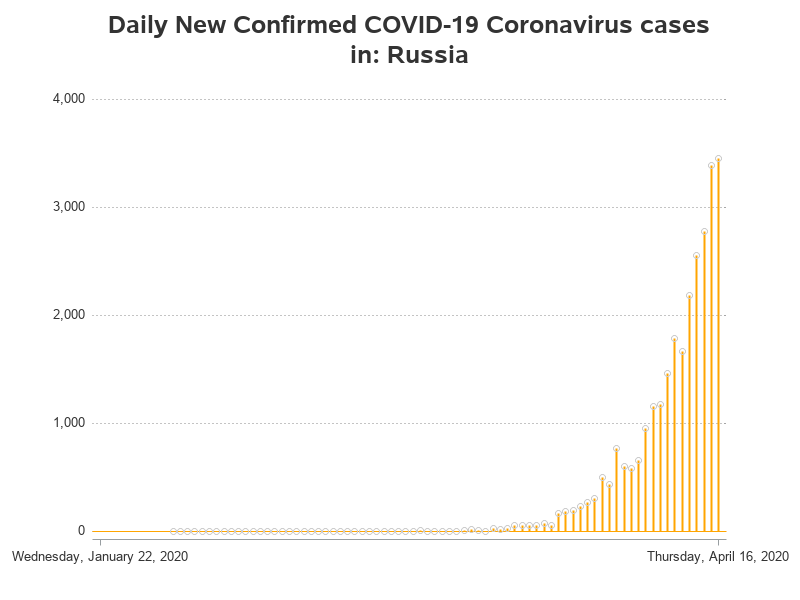 Daily New Confirmed COVID-19 Coronavirus cases
in: Russia
4,000
3,000
2,000
1,000
0
Wednesday, January 22, 2020
Thursday, April 16, 2020